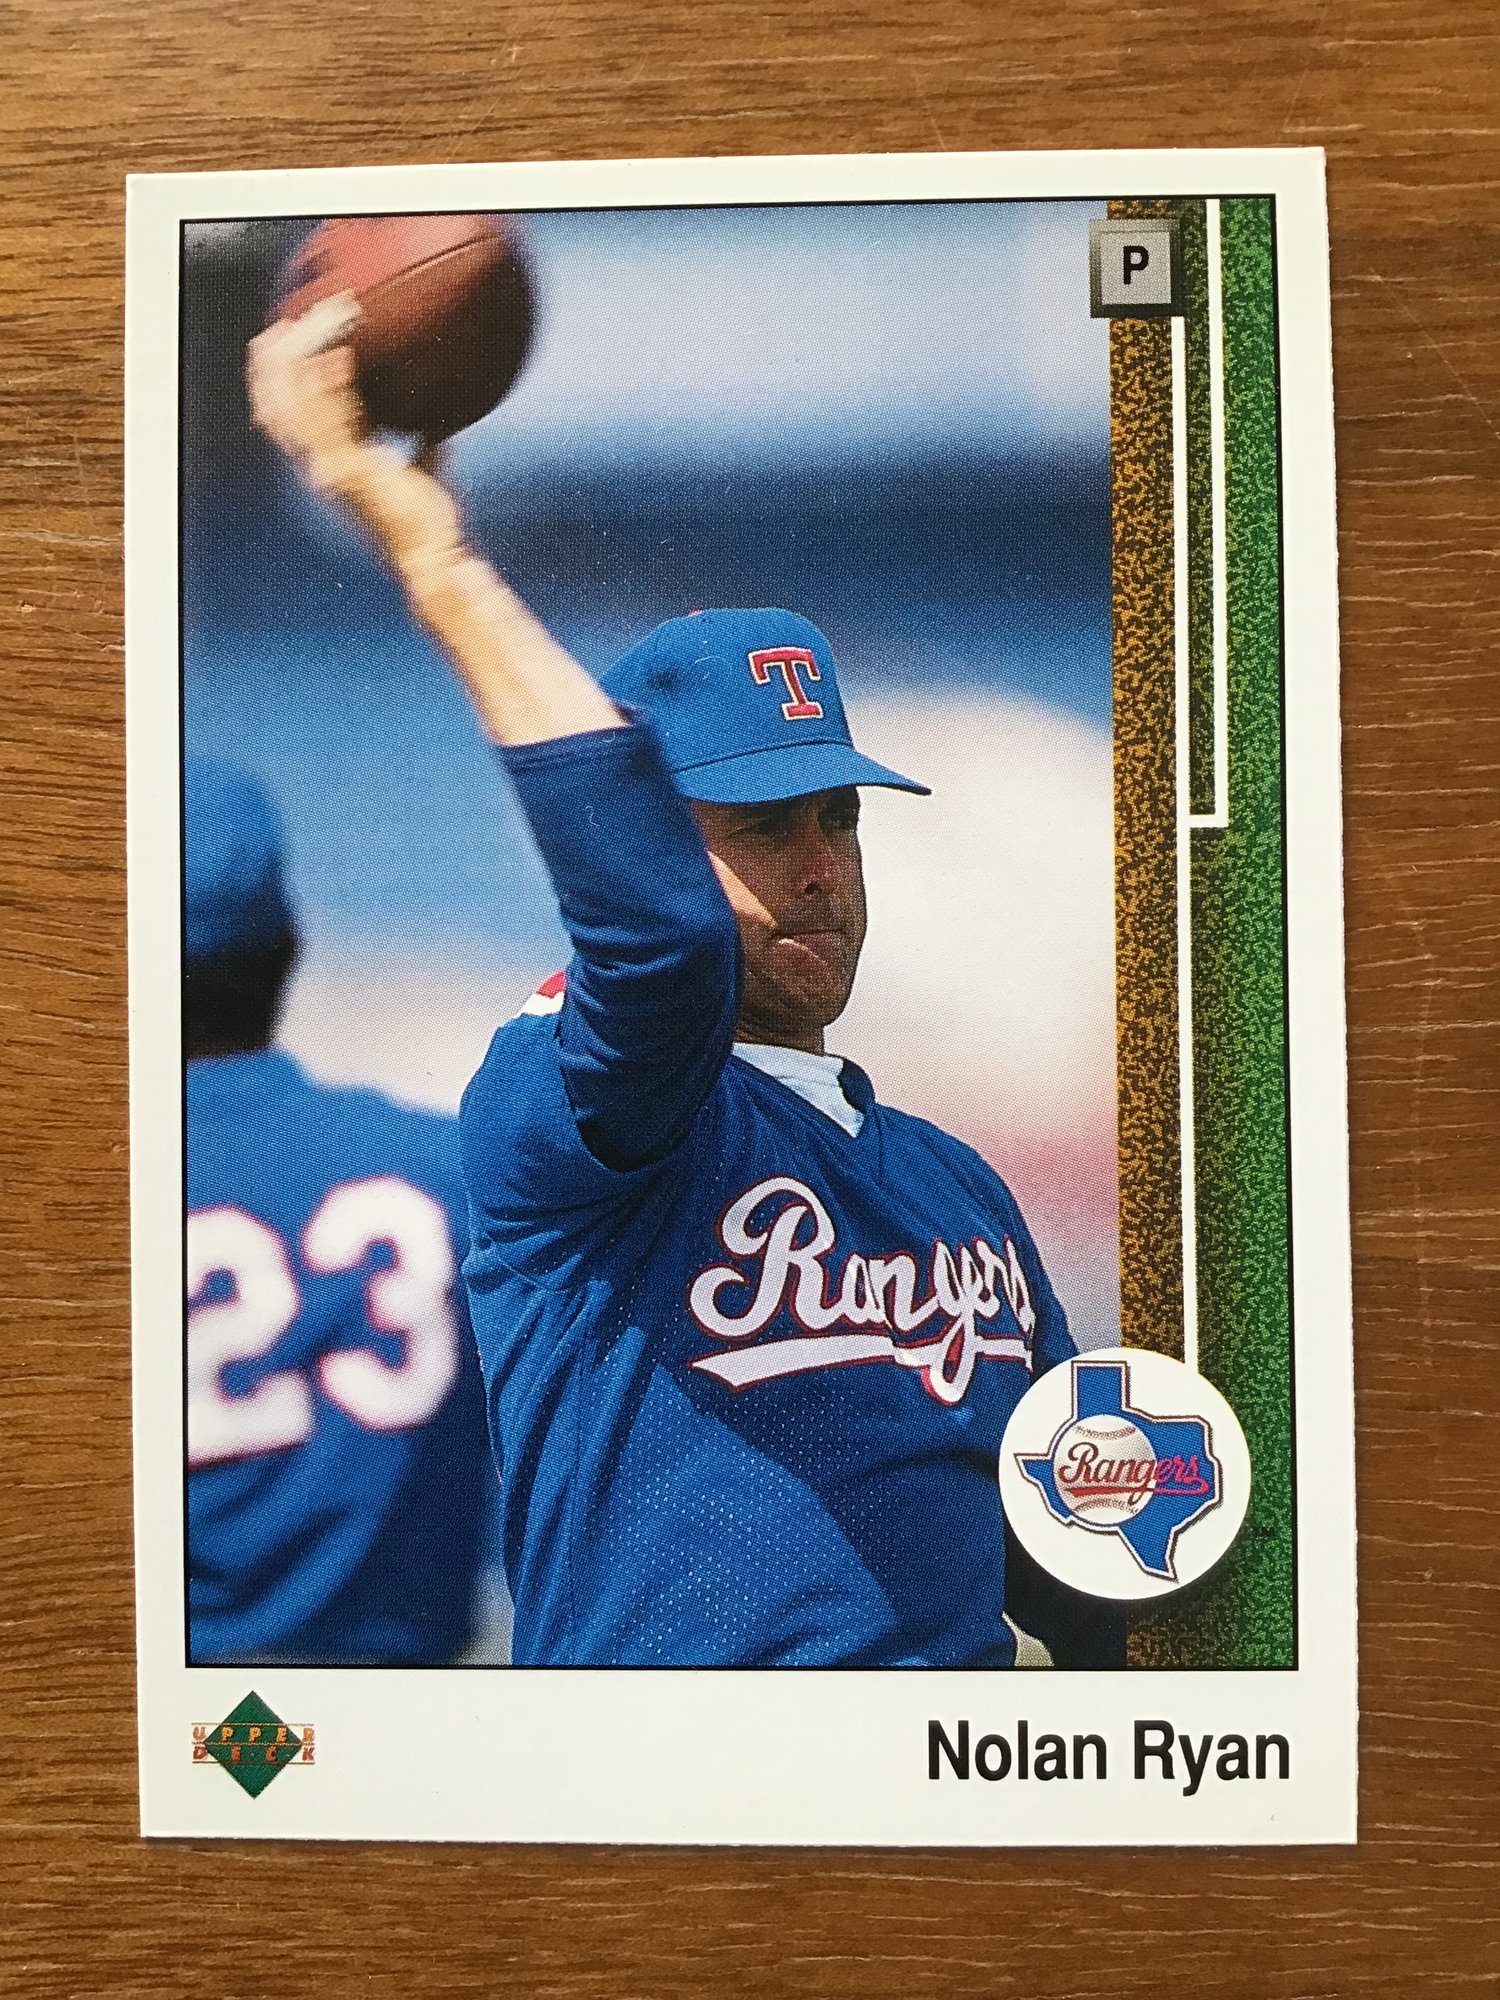 P
T
23
Rangers
Rangers
UPPER
DECK
Nolan Ryan